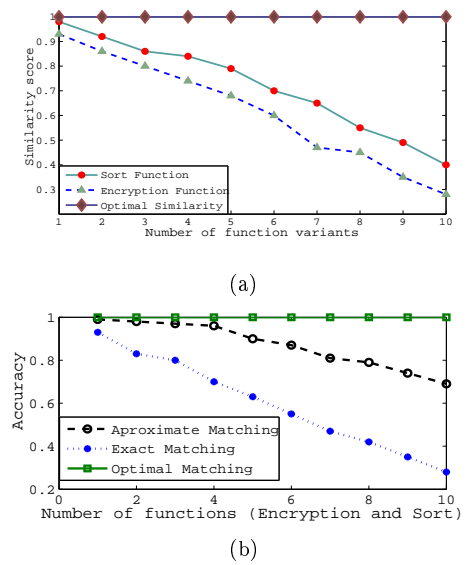 1
0.9
0.8
0.7
0.6
0.5
0.4
0.3
Similarity score
Sort Function
Encryption Function
Optimal Similarity
1 2 3 4 5 6 7 8 9 10
Number of function variants
(a)
1
0.8
0.6
0.4
0.2
Accuracy
Aproximate Matching
Exact Matching
Optimal Matching
0 2 4 6 8 10
Number of functions (Encryption and Sort)
(b)